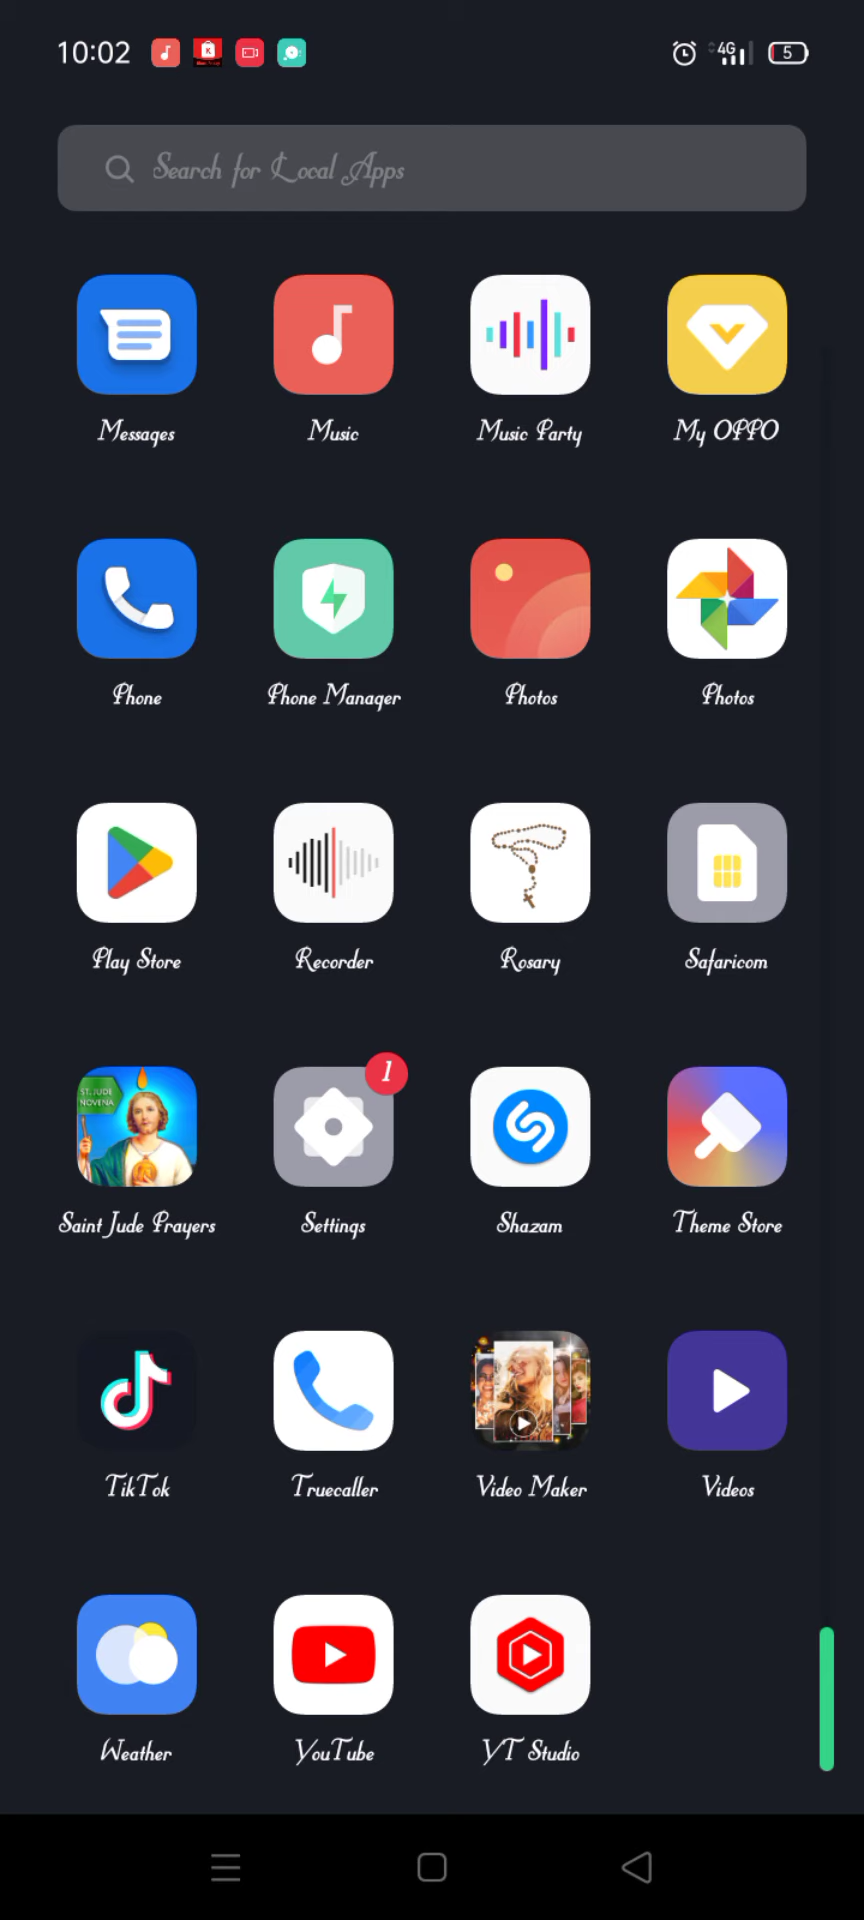 10:02
4G
5
Search for Local Apps
Messages
Music
Music Party
My OPPO
Phone
Phone Manager
Photos
Photos
Play Store
Recorder
Rosary
Safaricom
ST. JUDE
NOVENA
1
Saint Jude Prayers
Settings
Shazam
Theme Store
TikTok
Truecaller
Video Maker
Videos
Weather
YouTube
YT Studio